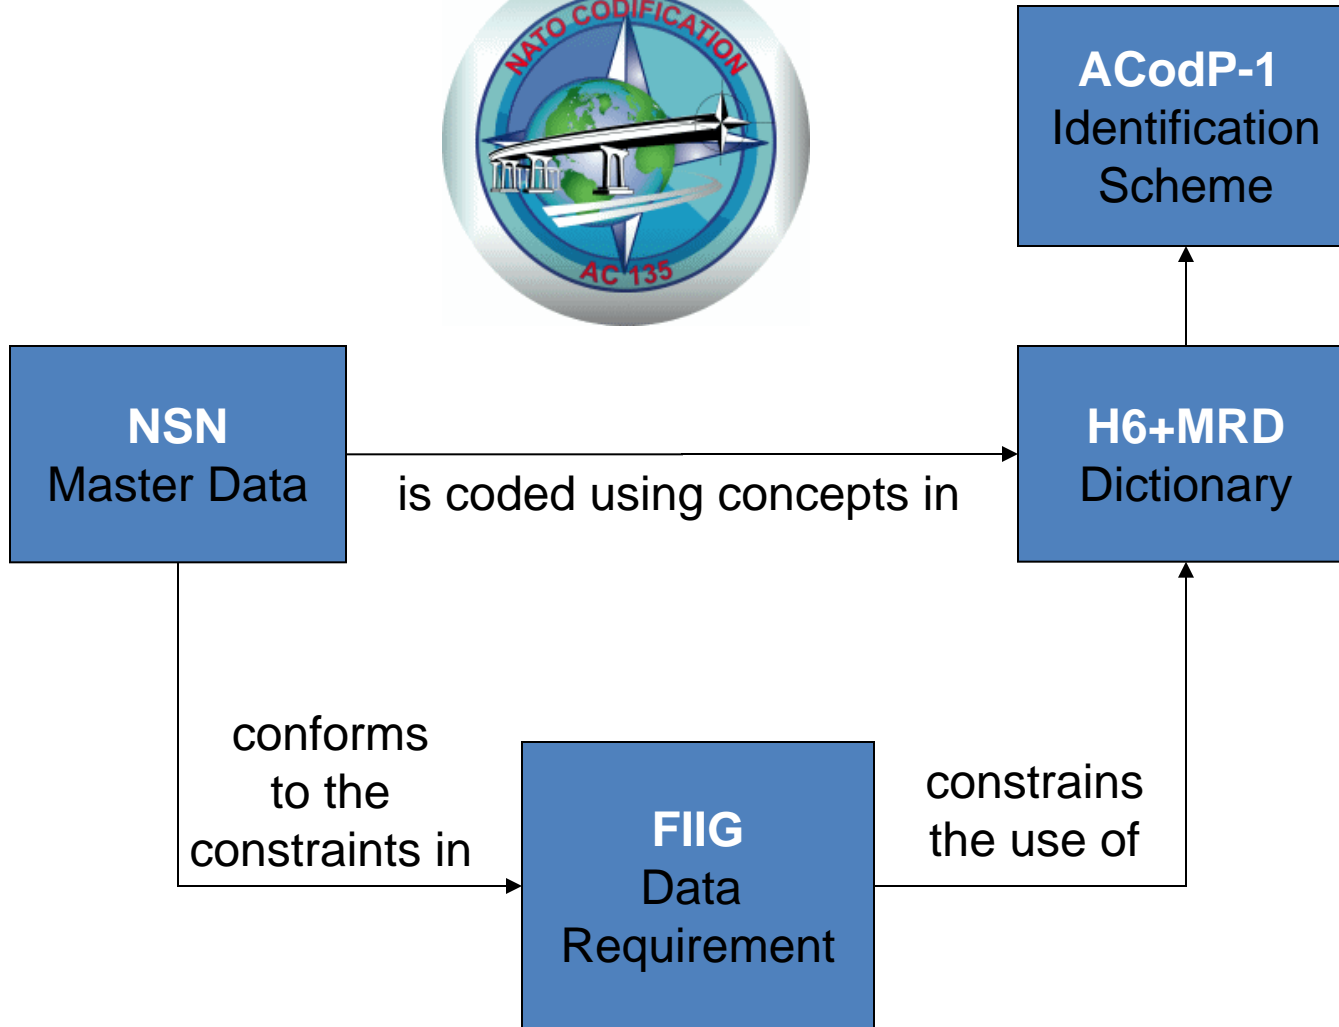 NATO CODIFICATION
AC 135
ACodP-1
Identification
Scheme
NSN
Master Data
is coded using concepts in
H6+MRD
Dictionary
conforms
to the
constraints in
FIIG
Data
Requirement
constrains
the use of